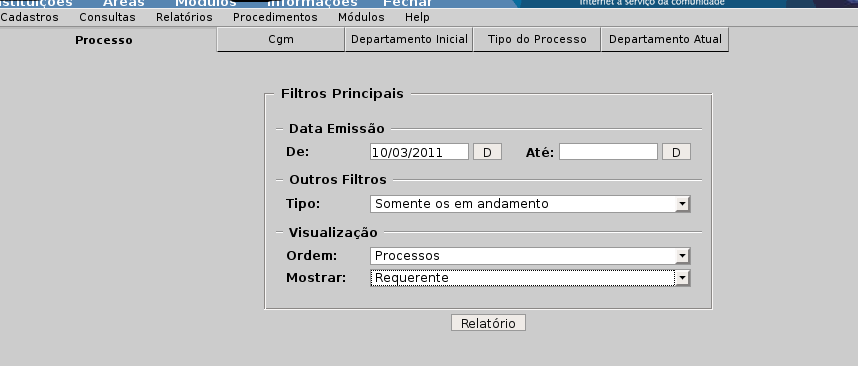 stituições Áreas Módulos Informações Fechar
Internet a serviço da comunidade
Cadastros Consultas Relatórios Procedimentos Módulos Help
Processo Cgm Departamento Inicial Tipo do Processo Departamento Atual
Filtros Principais
Data Emissão
De: 10/03/2011 D Até: D
Outros Filtros
Tipo: Somente os em andamento
Visualização
Ordem: Processos
Mostrar: Requerente
Relatório